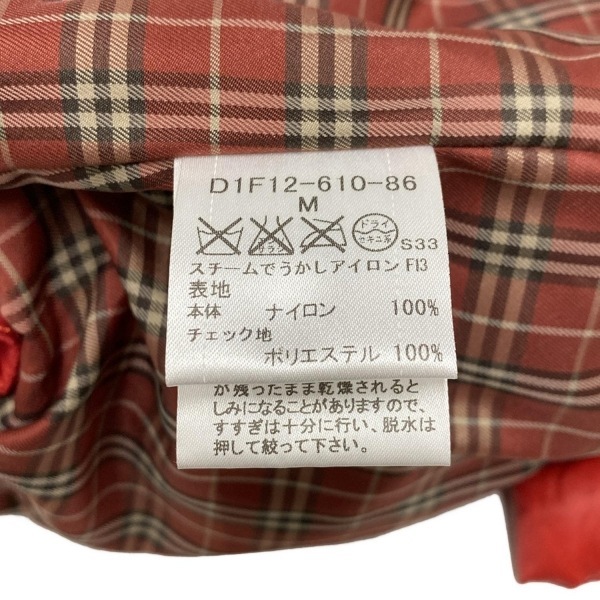 D1F12-610-86
M
ドライ
セキユ系
S33
スチームでうかしアイロン FI3
表地
本体 ナイロン 100%
チェック地
ポリエステル 100%
が残ったまま乾燥されると
しみになることがありますので、
すすぎは十分に行い、脱水は
押して絞って下さい。